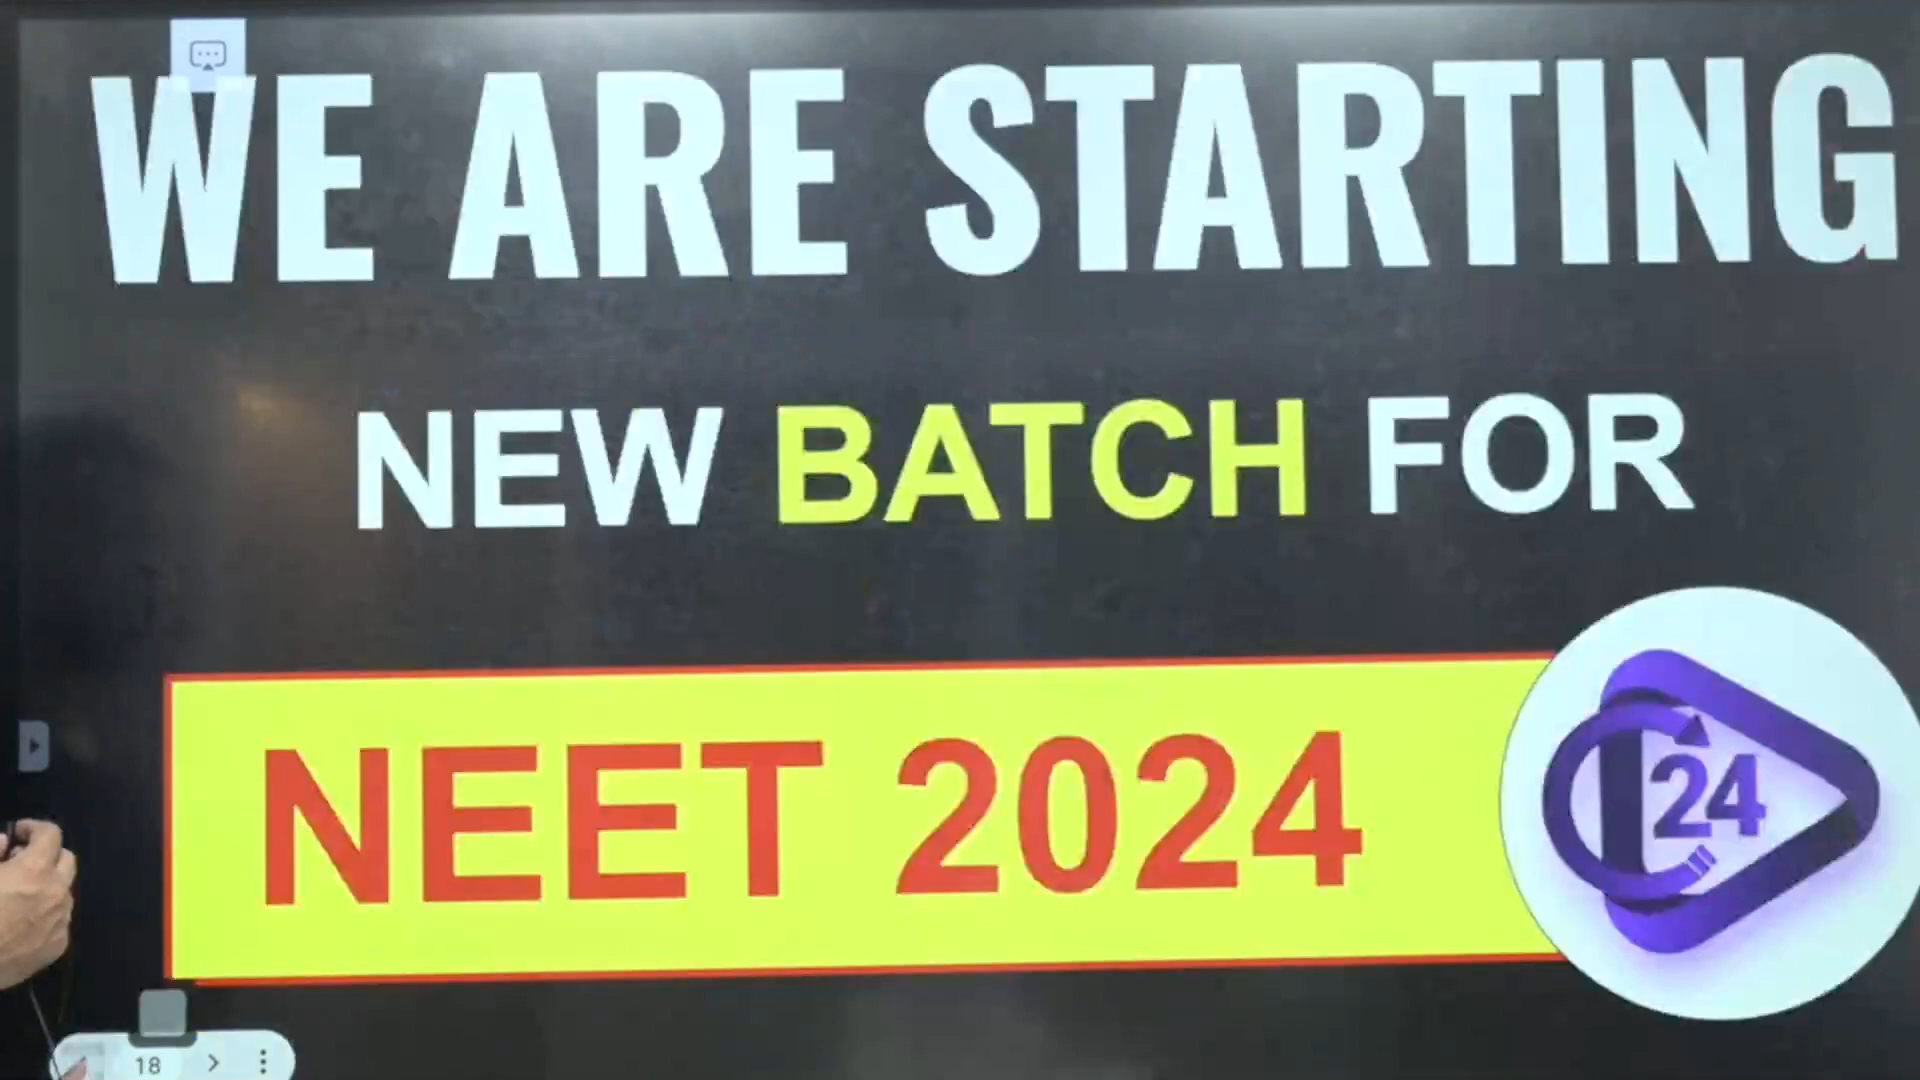 WE ARE STARTING
NEW BATCH FOR
NEET 2024
24
18